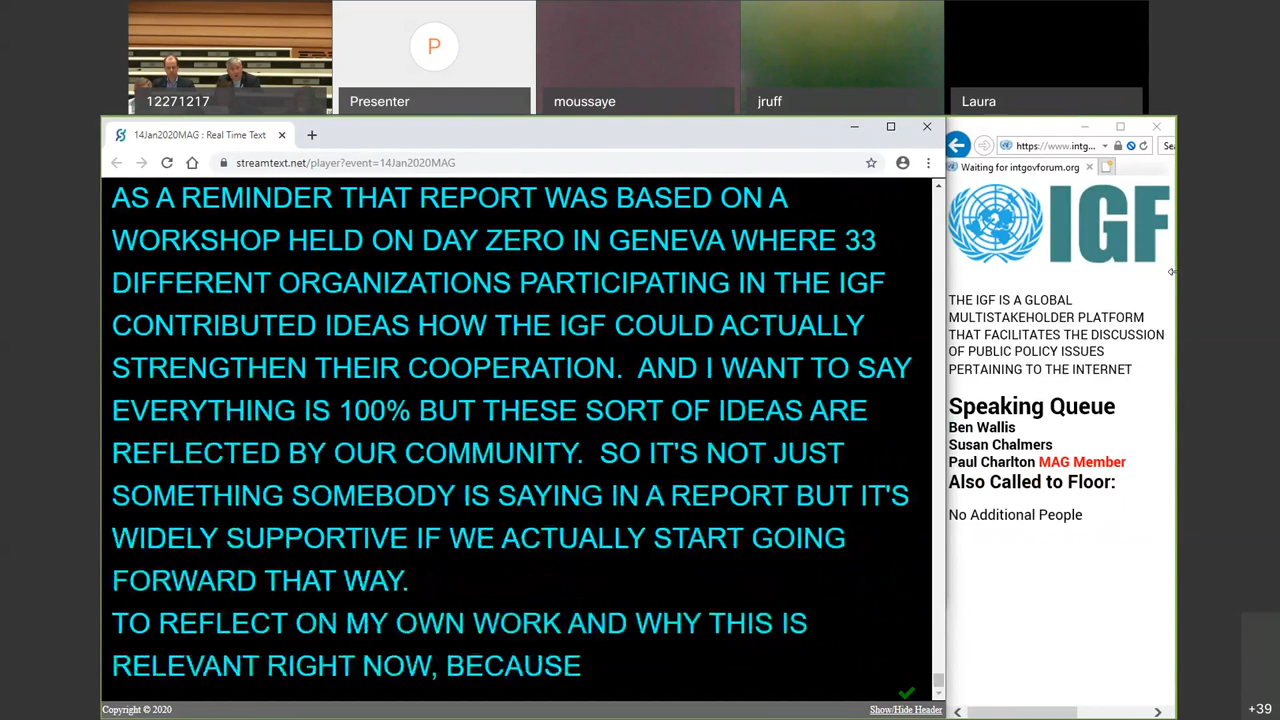 P
12271217
Presenter
moussaye
jruff
Laura
14Jan2020MAG : Real Time Text
streamtext.net/player?event=14Jan2020MAG
AS A REMINDER THAT REPORT WAS BASED ON A
WORKSHOP HELD ON DAY ZERO IN GENEVA WHERE 33
DIFFERENT ORGANIZATIONS PARTICIPATING IN THE IGF
CONTRIBUTED IDEAS HOW THE IGF COULD ACTUALLY
STRENGTHEN THEIR COOPERATION.  AND I WANT TO SAY
EVERYTHING IS 100% BUT THESE SORT OF IDEAS ARE
REFLECTED BY OUR COMMUNITY.  SO IT'S NOT JUST
SOMETHING SOMEBODY IS SAYING IN A REPORT BUT IT'S
WIDELY SUPPORTIVE IF WE ACTUALLY START GOING
FORWARD THAT WAY.
TO REFLECT ON MY OWN WORK AND WHY THIS IS
RELEVANT RIGHT NOW, BECAUSE
Copyright © 2020
Show/Hide Header
https://www.intg...
Sea
Waiting for intgovforum.org
IGF
THE IGF IS A GLOBAL
MULTISTAKEHOLDER PLATFORM
THAT FACILITATES THE DISCUSSION
OF PUBLIC POLICY ISSUES
PERTAINING TO THE INTERNET
Speaking Queue
Ben Wallis
Susan Chalmers
Paul Charlton MAG Member
Also Called to Floor:
No Additional People
+39